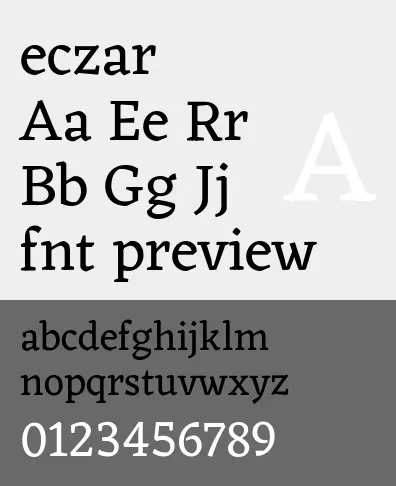 eczar
Aa Ee Rr
A
Bb Gg Jj
fnt preview
abcdefghijklm
nopqrstuvwxyz
0123456789